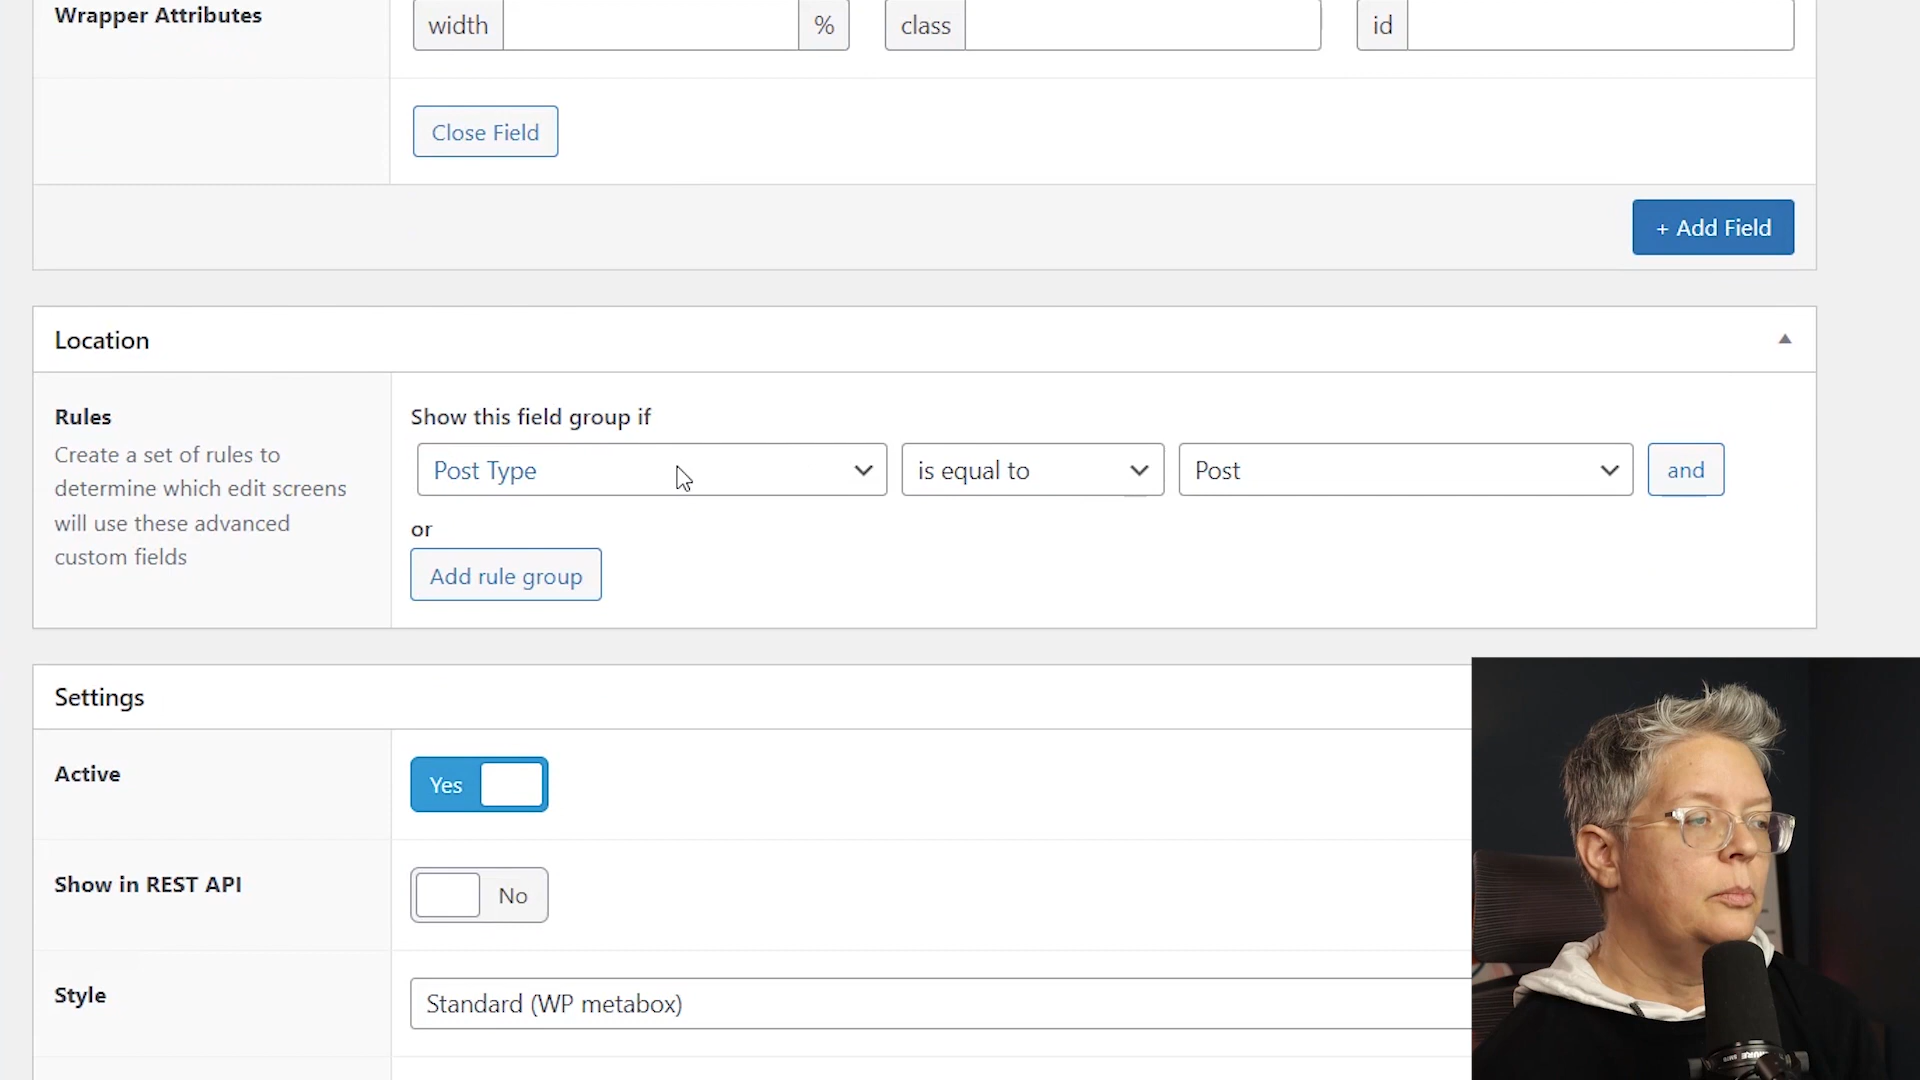 Wrapper Attributes
width
%
class
id
Close Field
+ Add Field
Location
Rules
Create a set of rules to
determine which edit screens
will use these advanced
custom fields
Show this field group if
Post Type
is equal to
Post
and
or
Add rule group
Settings
Active
Yes
Show in REST API
No
Style
Standard (WP metabox)